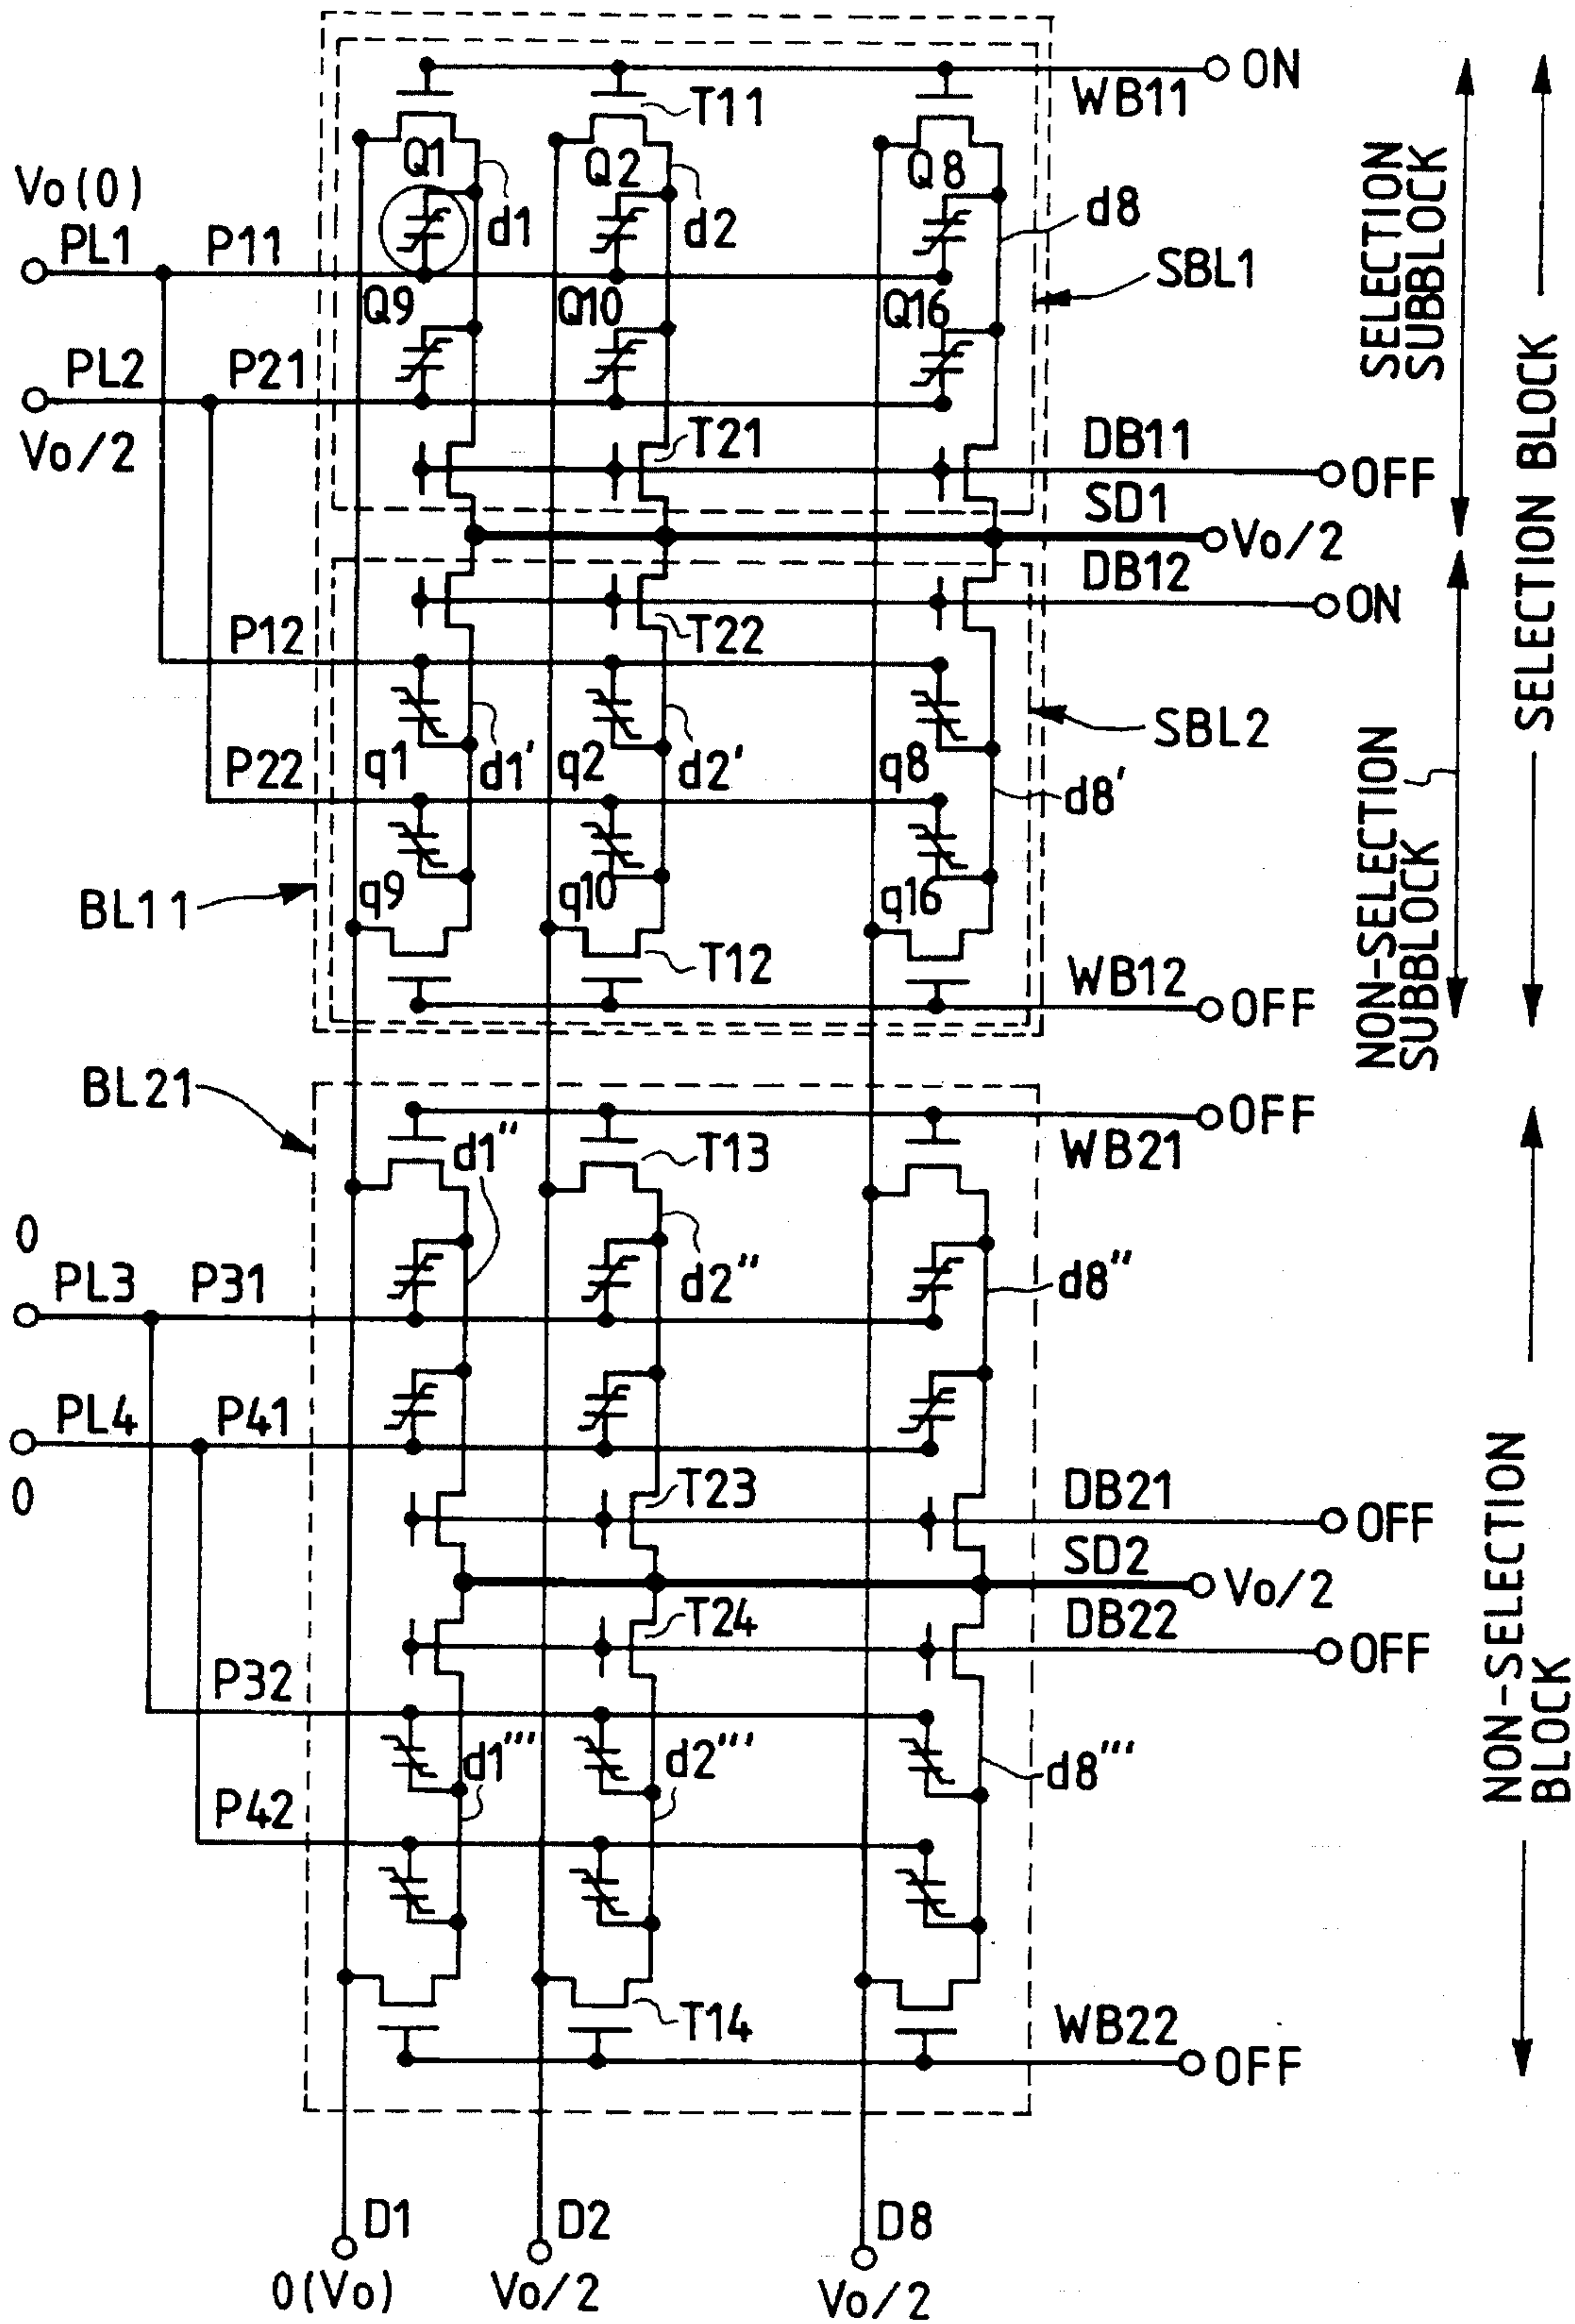 WB11 ON
T11
Q1 Q2 Q8
Vo(0)
PL1 P11
d1 d2 d8
SBL1
Q9 Q10 Q16
PL2 P21
Vo/2
T21
DB11 OFF
SD1 Vo/2
DB12 ON
P12
T22
SBL2
P22 q1 d1' q2 d2' q8 d8'
BL11
q9 q10 q16
T12
WB12 OFF
SELECTION
SUBBLOCK
NON-SELECTION
SUBBLOCK
SELECTION BLOCK
BL21
WB21 OFF
d1" T13
0
PL3 P31
d2" d8"
PL4 P41
0
T23
DB21 OFF
SD2 Vo/2
T24
DB22 OFF
P32
d1''' d2''' d8'''
P42
T14
WB22 OFF
NON-SELECTION
BLOCK
D1 D2 D8
0(Vo) Vo/2 Vo/2